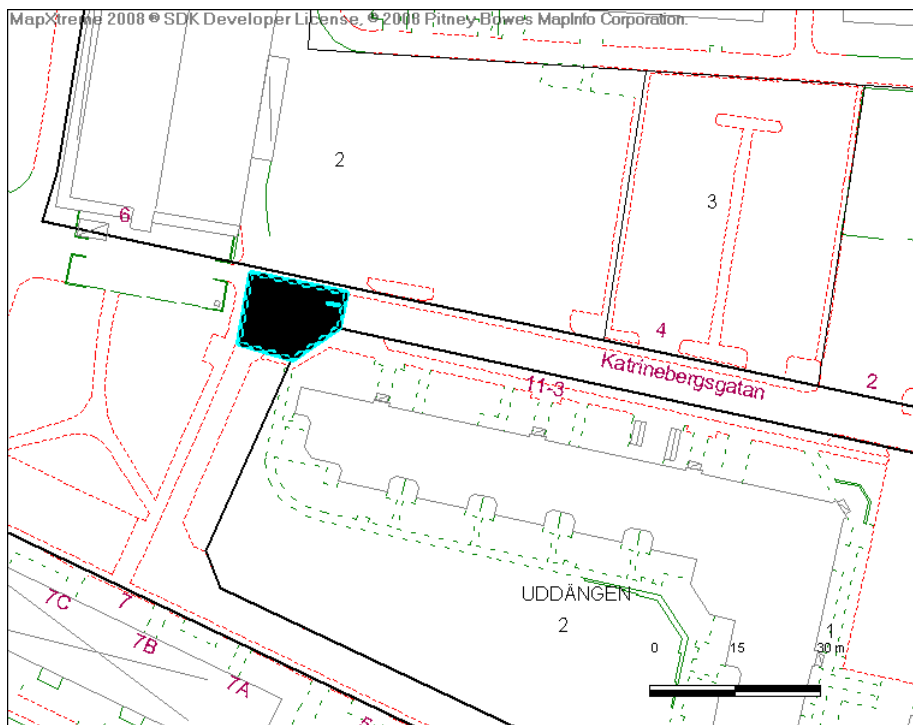 MapXtreme 2008 ® SDK Developer License. © 2008 Pitney Bowes MapInfo Corporation.
2
3
6
4
Katrinebergsgatan
2
11-3
UDDÄNGEN
2
1
0 15 30 m
7C
7
7B
7A